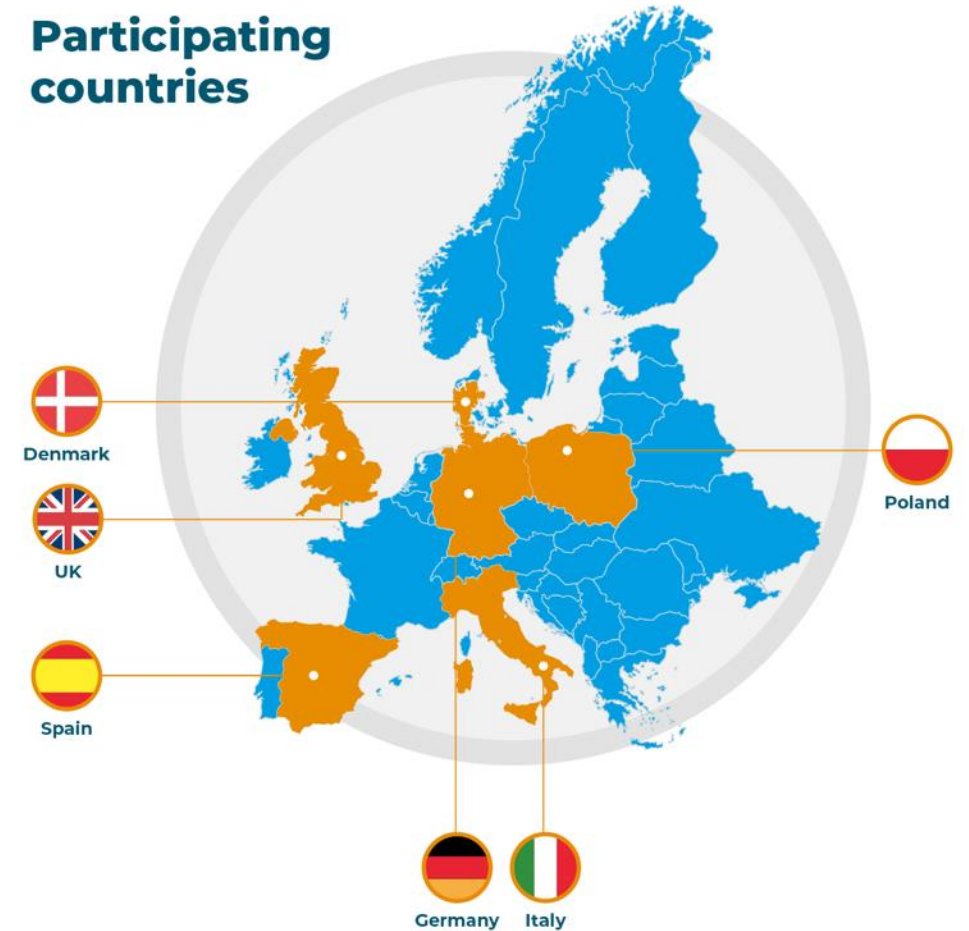 Participating
countries
Denmark
UK
Poland
Spain
Germany
Italy